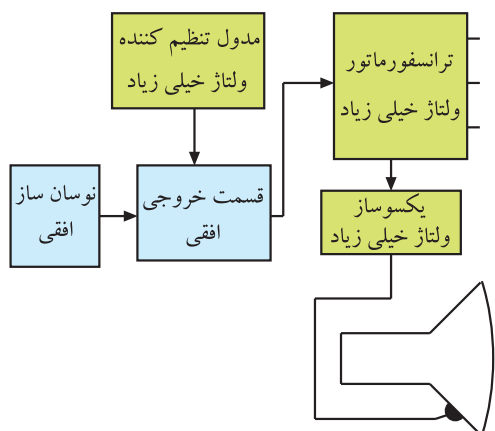 مدول تنظیم کننده
ولتاژ خیلی زیاد
ترانسفورماتور
ولتاژ خیلی زیاد
نوسان ساز
افقی
قسمت خروجی
افقی
یکسوساز
ولتاژ خیلی زیاد